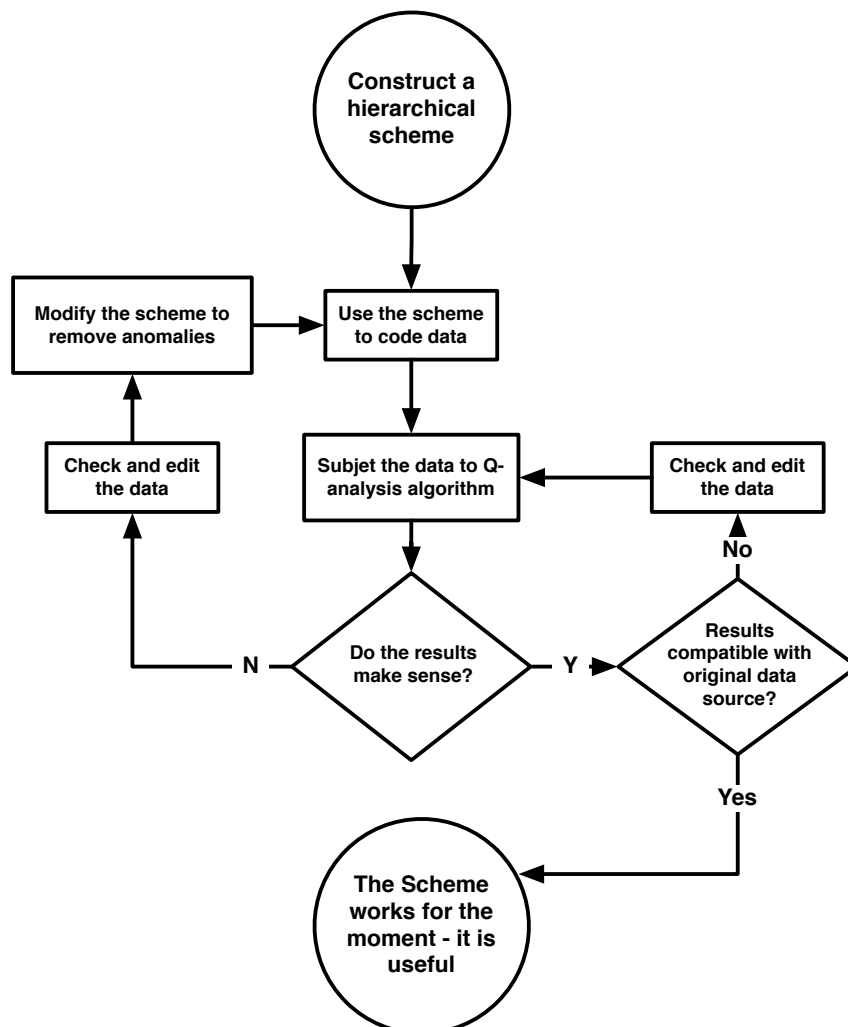 Construct a
hierarchical
scheme
Modify the scheme to
remove anomalies
Use the scheme
to code data
Check and edit
the data
Subjet the data to Q-
analysis algorithm
Check and edit
the data
No
N
Do the results
make sense?
Y
Results
compatible with
original data
source?
Yes
The Scheme
works for the
moment - it is
useful